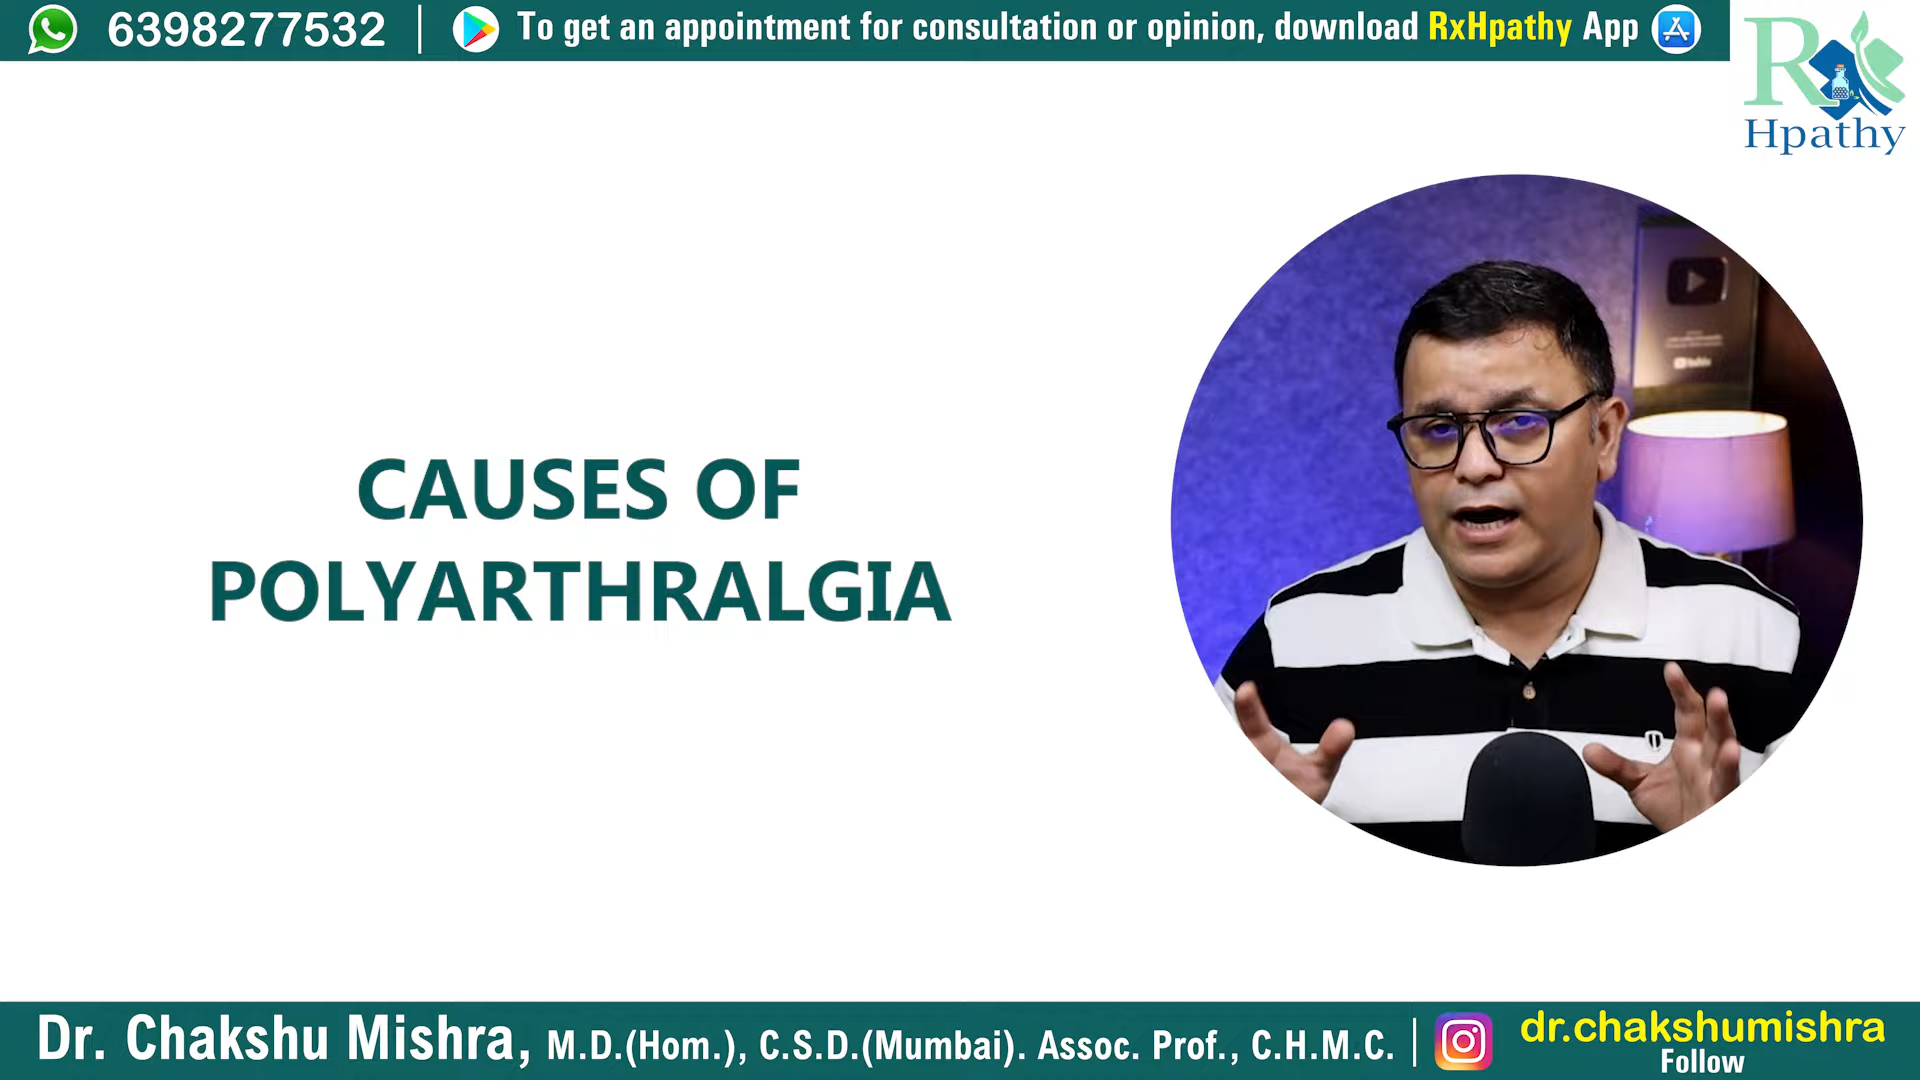 6398277532 | To get an appointment for consultation or opinion, download RxHpathy App
Rx
Hpathy
CAUSES OF
POLYARTHRALGIA
Dr. Chakshu Mishra, M.D.(Hom.), C.S.D.(Mumbai). Assoc. Prof., C.H.M.C. | dr.chakshumishra
Follow